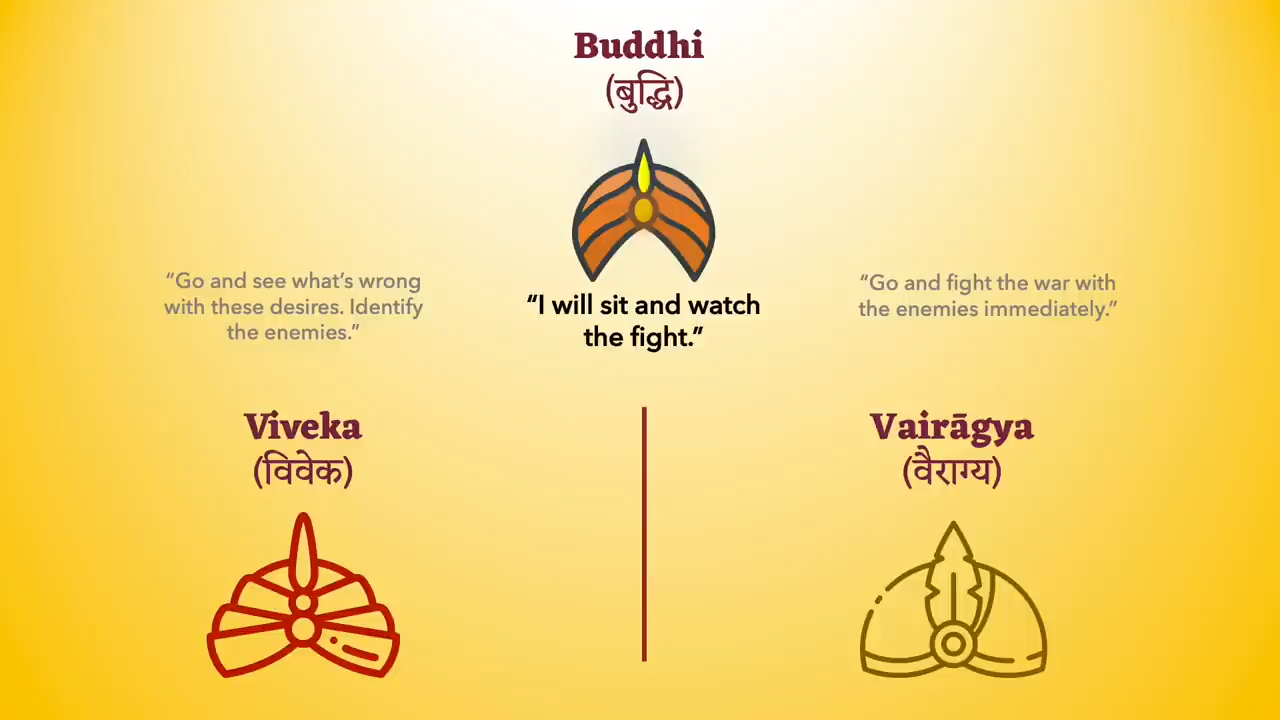 Buddhi
(बुद्धि)
“Go and see what’s wrong
with these desires. Identify
the enemies.”
“I will sit and watch
the fight.”
“Go and fight the war with
the enemies immediately.”
Viveka
(विवेक)
Vairāgya
(वैराग्य)